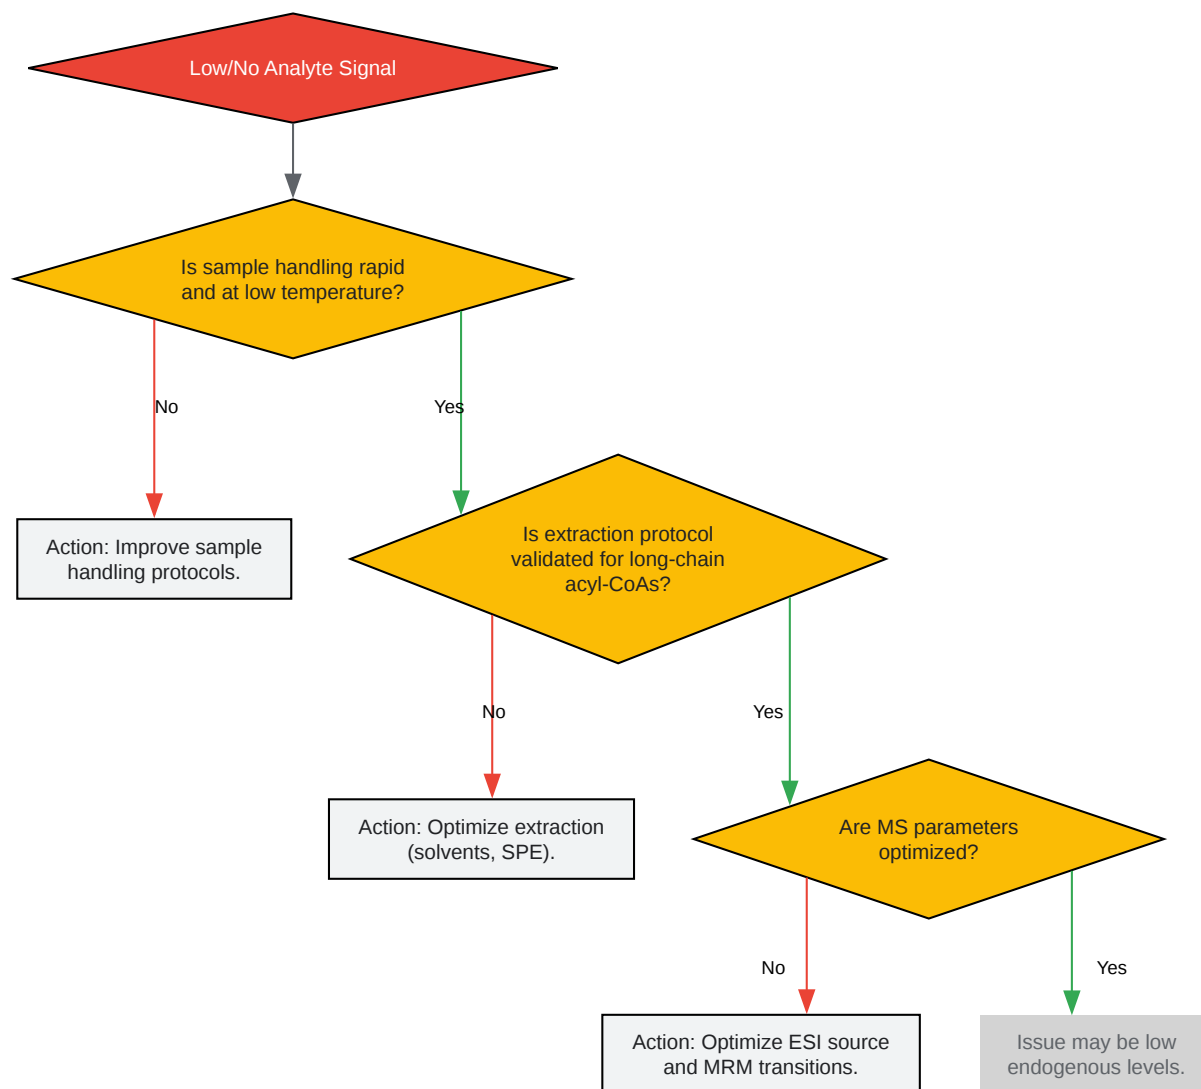 Low/No Analyte Signal
Is sample handling rapid
and at low temperature?
No
Yes
Action: Improve sample
handling protocols.
Is extraction protocol
validated for long-chain
acyl-CoAs?
No
Yes
Action: Optimize extraction
(solvents, SPE).
Are MS parameters
optimized?
No
Yes
Action: Optimize ESI source
and MRM transitions.
Issue may be low
endogenous levels.